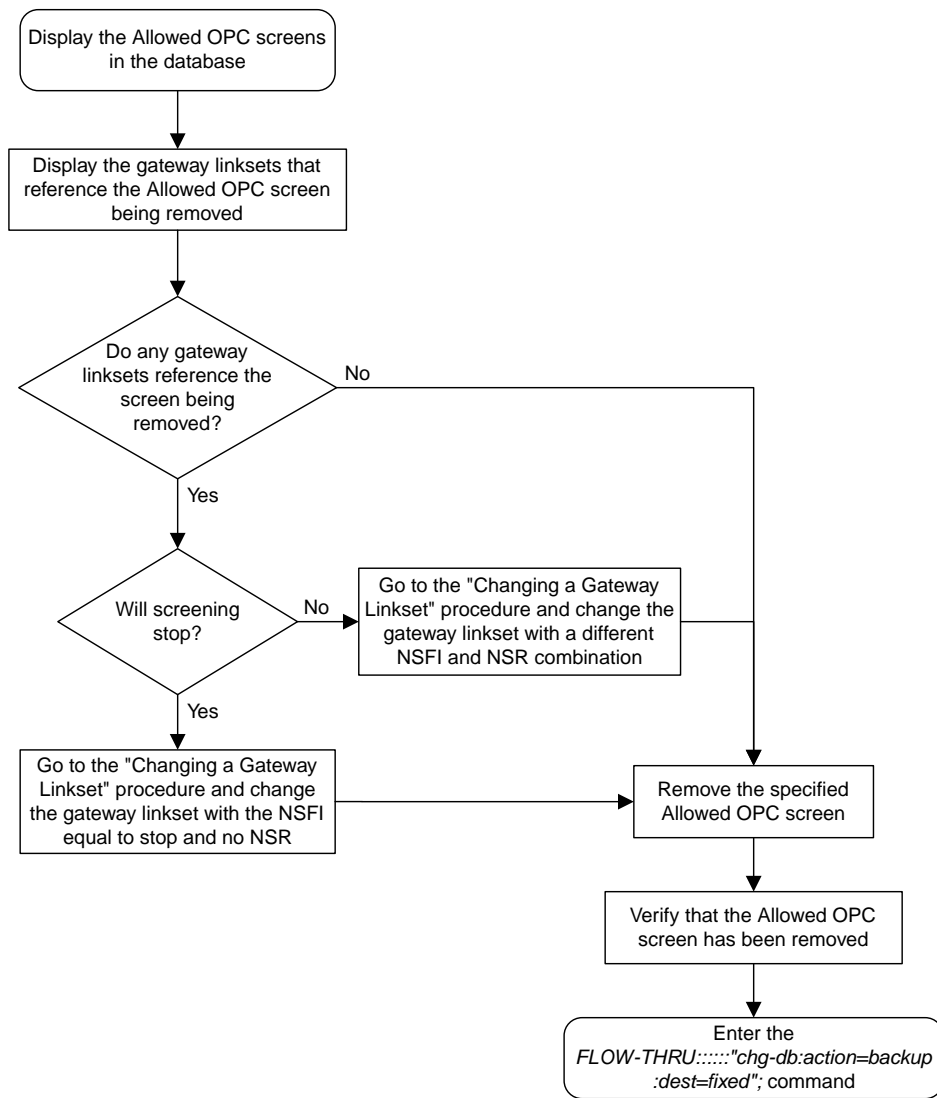 Display the Allowed OPC screens
in the database
Display the gateway linksets that
reference the Allowed OPC screen
being removed
Do any gateway
linksets reference the
screen being
removed?
No
Yes
Will screening
stop?
No
Go to the "Changing a Gateway
Linkset" procedure and change the
gateway linkset with a different
NSFI and NSR combination
Yes
Go to the "Changing a Gateway
Linkset" procedure and change
the gateway linkset with the NSFI
equal to stop and no NSR
Remove the specified
Allowed OPC screen
Verify that the Allowed OPC
screen has been removed
Enter the
FLOW-THRU::::::"chg-db:action=backup
:dest=fixed"; command